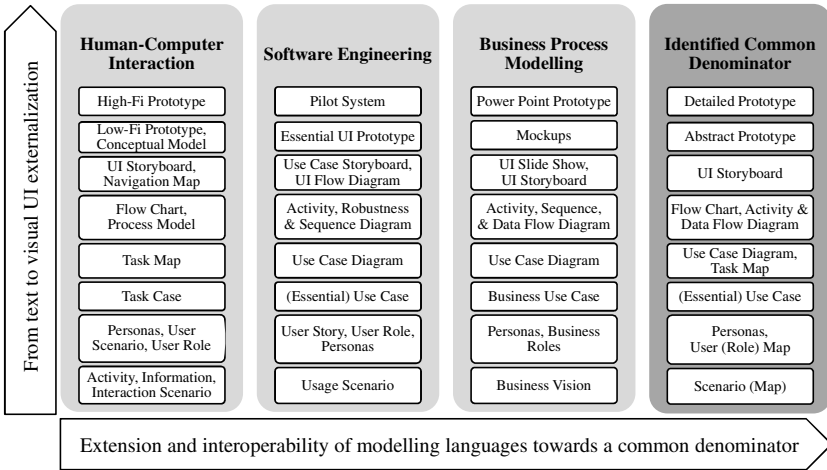 From text to visual UI externalization
Human-Computer
Interaction
High-Fi Prototype
Low-Fi Prototype,
Conceptual Model
UI Storyboard,
Navigation Map
Flow Chart,
Process Model
Task Map
Task Case
Personas, User
Scenario, User Role
Activity, Information,
Interaction Scenario
Software Engineering
Pilot System
Essential UI Prototype
Use Case Storyboard,
UI Flow Diagram
Activity, Robustness
& Sequence Diagram
Use Case Diagram
(Essential) Use Case
User Story, User Role,
Personas
Usage Scenario
Business Process
Modelling
Power Point Prototype
Mockups
UI Slide Show,
UI Storyboard
Activity, Sequence,
& Data Flow Diagram
Use Case Diagram
Business Use Case
Personas, Business
Roles
Business Vision
Identified Common
Denominator
Detailed Prototype
Abstract Prototype
UI Storyboard
Flow Chart, Activity &
Data Flow Diagram
Use Case Diagram,
Task Map
(Essential) Use Case
Personas,
User (Role) Map
Scenario (Map)
Extension and interoperability of modelling languages towards a common denominator